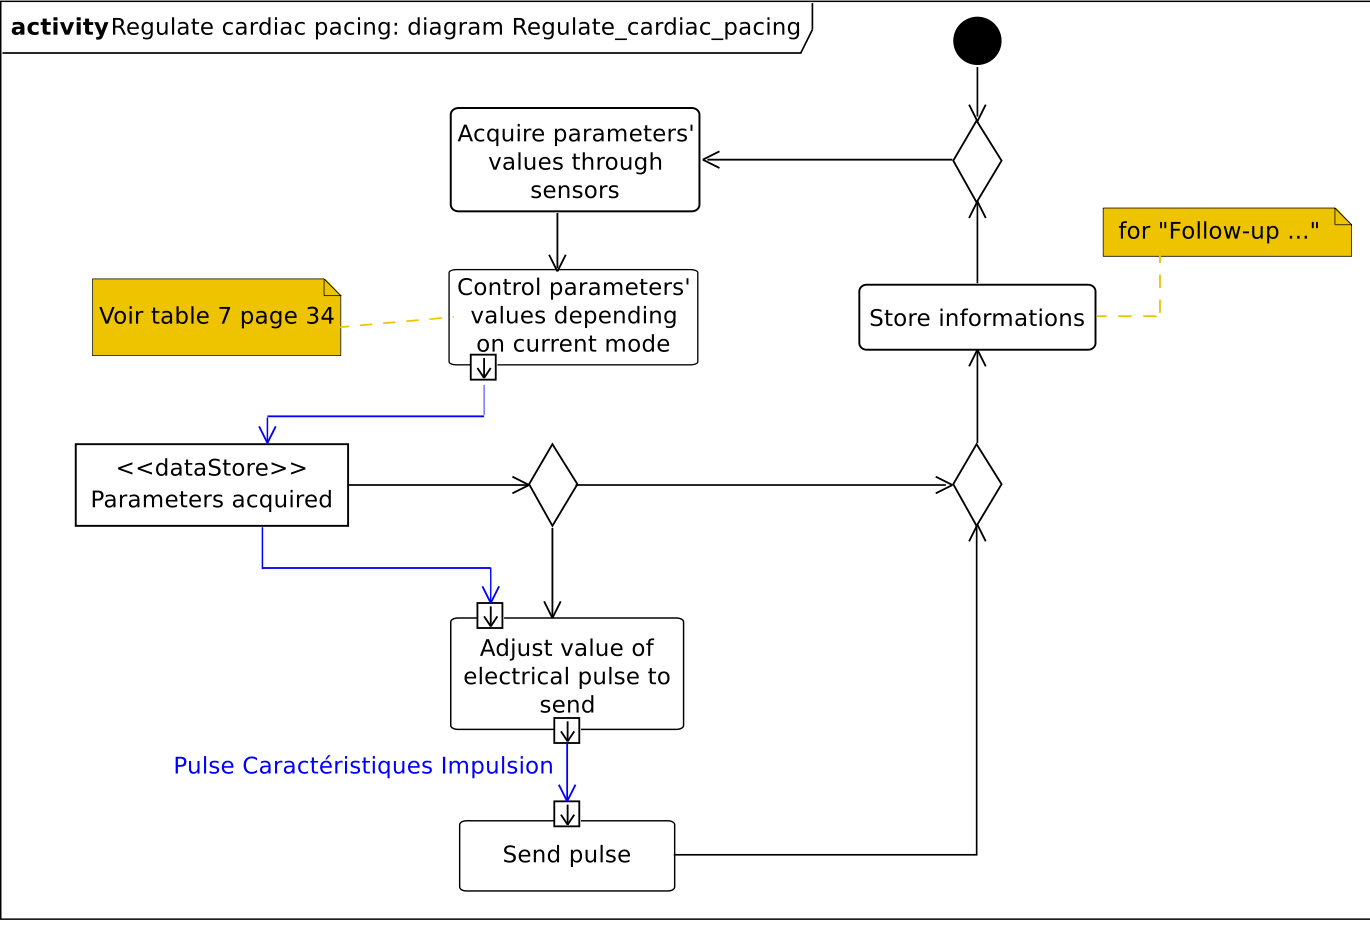 activity Regulate cardiac pacing: diagram Regulate_cardiac_pacing
Acquire parameters'
values through
sensors
for "Follow-up ..."
Control parameters'
values depending
on current mode
Voir table 7 page 34
Store informations
<<dataStore>>
Parameters acquired
Adjust value of
electrical pulse to
send
Pulse Caractéristiques Impulsion
Send pulse